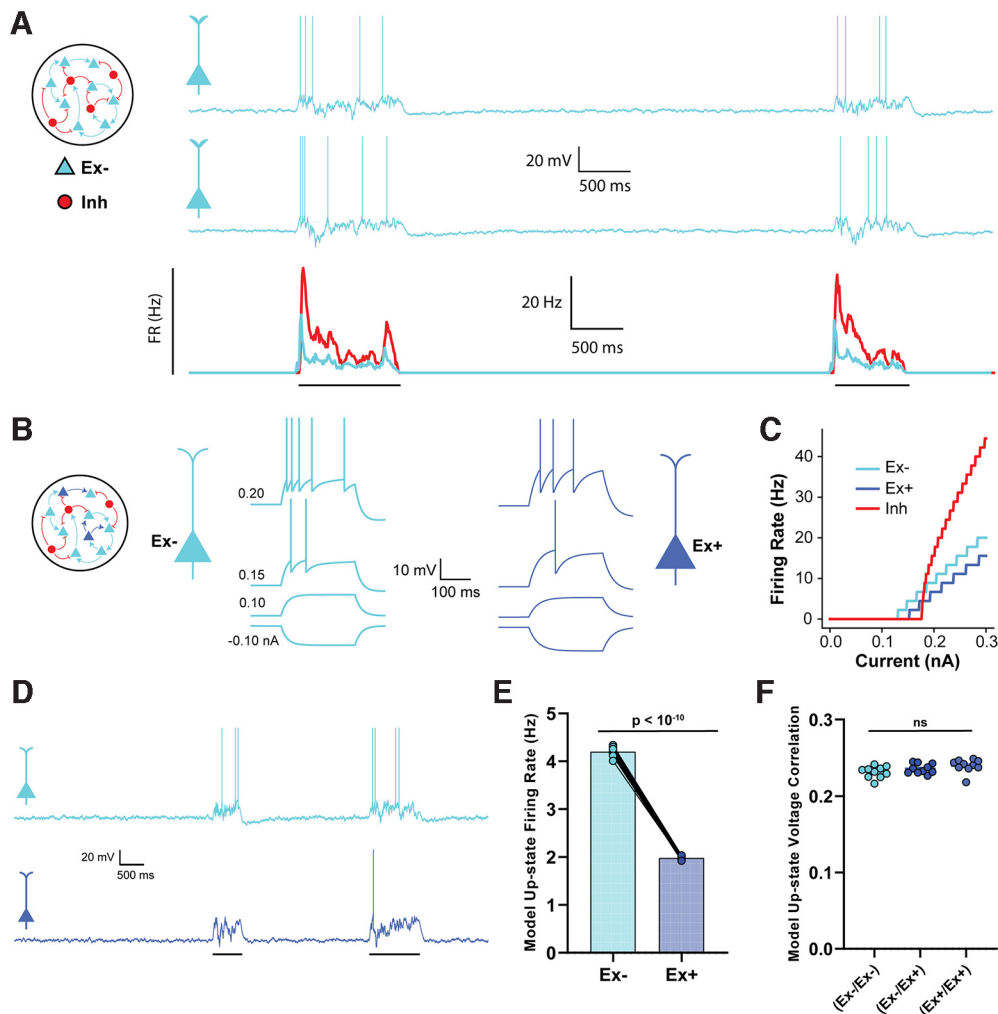 A
Ex-
Inh
20 mV
500 ms
FR (Hz)
20 Hz
500 ms
B
Ex-
0.20
0.15
0.10
-0.10 nA
10 mV
100 ms
Ex+
C
Firing Rate (Hz)
40
30
20
10
0
Ex-
Ex+
Inh
0.0
0.1
0.2
0.3
Current (nA)
D
20 mV
500 ms
E
Model Up-state Firing Rate (Hz)
5
4
3
2
1
0
p < 10⁻¹⁰
Ex-
Ex+
F
Model Up-state Voltage Correlation
0.3
0.2
0.1
0.0
ns
(Ex-/Ex-)
(Ex-/Ex+)
(Ex+/Ex+)